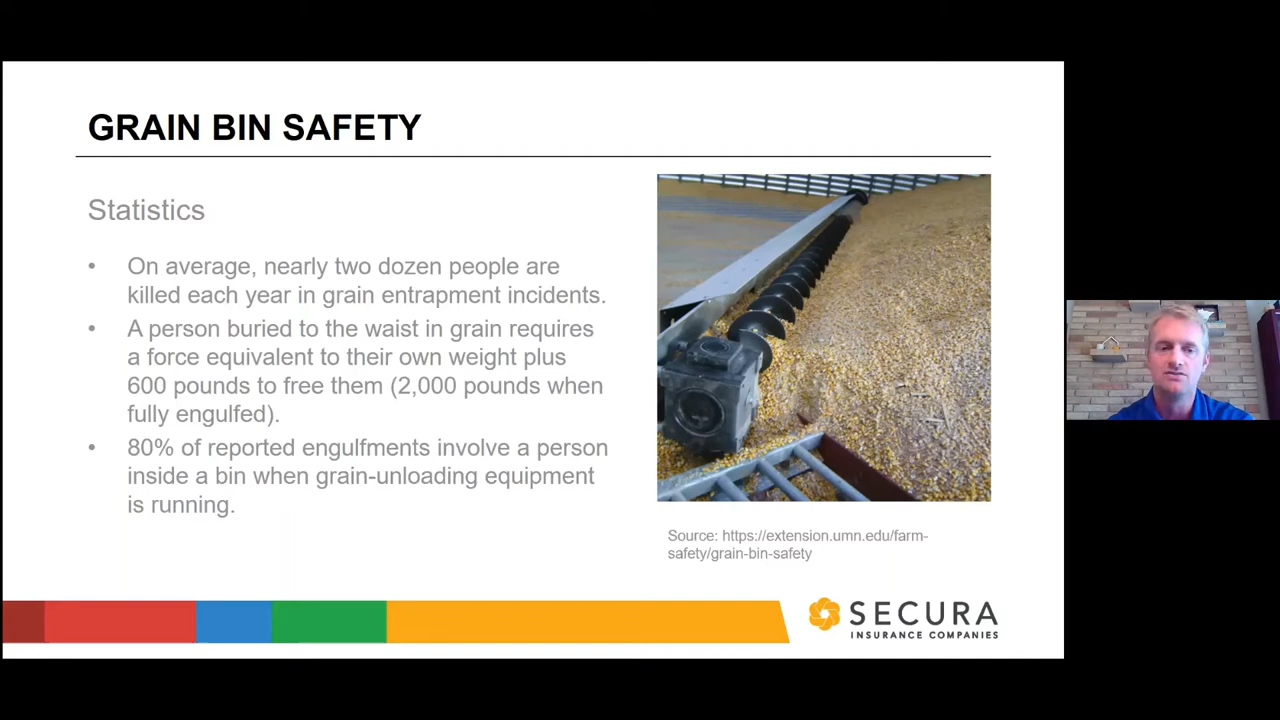 GRAIN BIN SAFETY
Statistics
• On average, nearly two dozen people are
killed each year in grain entrapment incidents.
• A person buried to the waist in grain requires
a force equivalent to their own weight plus
600 pounds to free them (2,000 pounds when
fully engulfed).
• 80% of reported engulfments involve a person
inside a bin when grain-unloading equipment
is running.
Source: https://extension.umn.edu/farm-
safety/grain-bin-safety
SECURA
INSURANCE COMPANIES